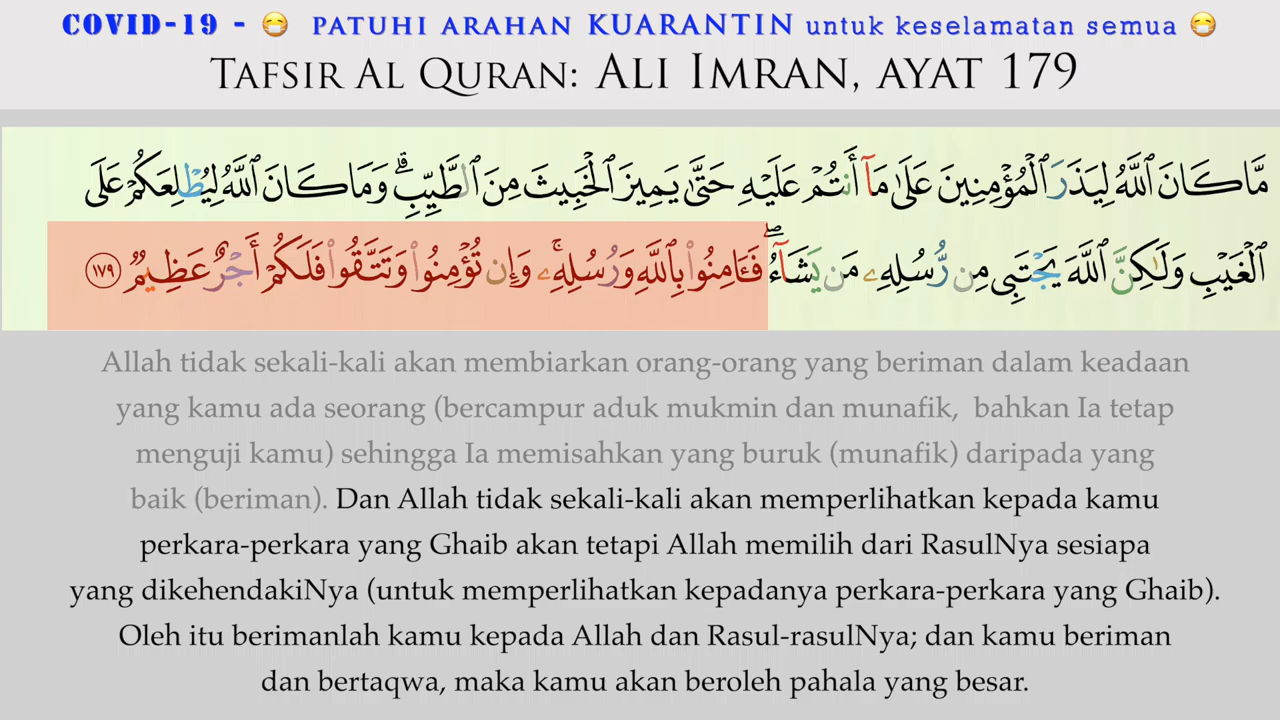 COVID-19 - 😷 PATUHI ARAHAN KUARANTIN untuk keselamatan semua 😷
TAFSIR AL QURAN: ALI IMRAN, AYAT 179
مَّا كَانَ ٱللَّهُ لِيَذَرَ ٱلْمُؤْمِنِينَ عَلَىٰ مَآ أَنتُمْ عَلَيْهِ حَتَّىٰ يَمِيزَ ٱلْخَبِيثَ مِنَ ٱلطَّيِّبِ ۗ وَمَا كَانَ ٱللَّهُ لِيُطْلِعَكُمْ عَلَى
ٱلْغَيْبِ وَلَٰكِنَّ ٱللَّهَ يَجْتَبِى مِن رُّسُلِهِۦ مَن يَشَآءُ ۖ فَـَٔامِنُوا۟ بِٱللَّهِ وَرُسُلِهِۦ ۚ وَإِن تُؤْمِنُوا۟ وَتَتَّقُوا۟ فَلَكُمْ أَجْرٌ عَظِيمٌ ١٧٩
Allah tidak sekali-kali akan membiarkan orang-orang yang beriman dalam keadaan
yang kamu ada seorang (bercampur aduk mukmin dan munafik, bahkan Ia tetap
menguji kamu) sehingga Ia memisahkan yang buruk (munafik) daripada yang
baik (beriman). Dan Allah tidak sekali-kali akan memperlihatkan kepada kamu
perkara-perkara yang Ghaib akan tetapi Allah memilih dari RasulNya sesiapa
yang dikehendakiNya (untuk memperlihatkan kepadanya perkara-perkara yang Ghaib).
Oleh itu berimanlah kamu kepada Allah dan Rasul-rasulNya; dan kamu beriman
dan bertaqwa, maka kamu akan beroleh pahala yang besar.